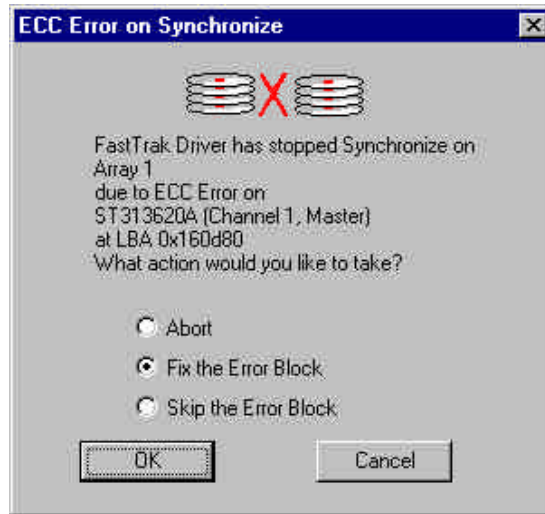 ECC Error on Synchronize
FastTrak Driver has stopped Synchronize on
Array 1
due to ECC Error on
ST313620A (Channel 1, Master)
at LBA 0x160d80
What action would you like to take?
Abort
Fix the Error Block
Skip the Error Block
OK Cancel